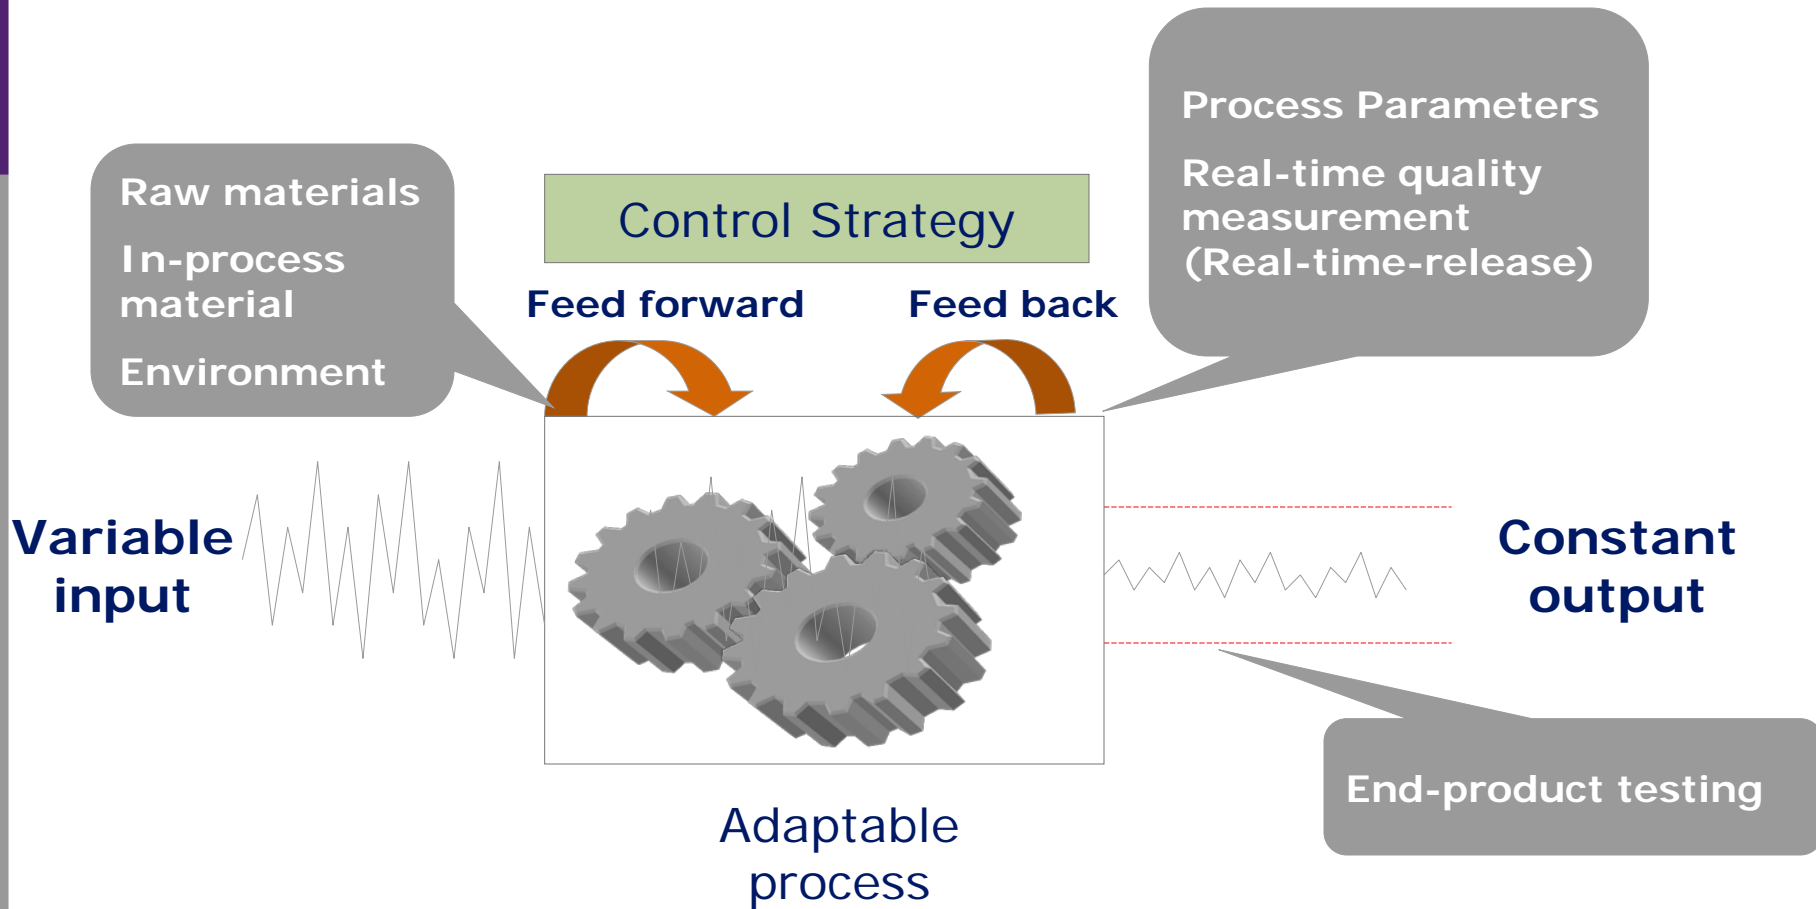 Raw materials
In-process
material
Environment
Control Strategy
Feed forward
Feed back
Process Parameters
Real-time quality
measurement
(Real-time-release)
Variable
input
Constant
output
End-product testing
Adaptable
process